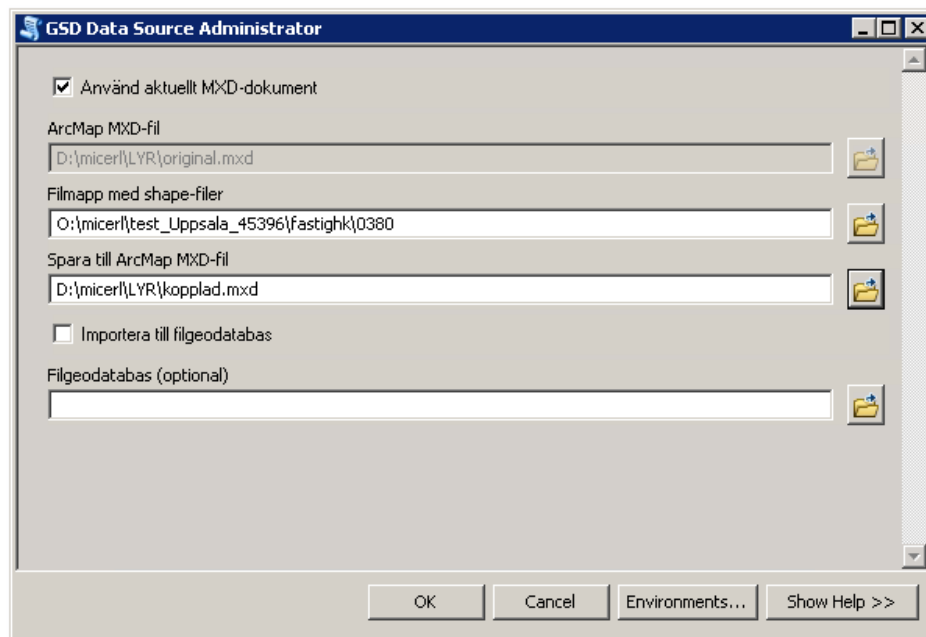 GSD Data Source Administrator
Använd aktuellt MXD-dokument
ArcMap MXD-fil
D:\micerl\LYR\original.mxd
Filmapp med shape-filer
O:\micerl\test_Uppsala_45396\fastighk\0380
Spara till ArcMap MXD-fil
D:\micerl\LYR\kopplad.mxd
Importera till filgeodatabas
Filgeodatabas (optional)
OK Cancel Environments... Show Help >>